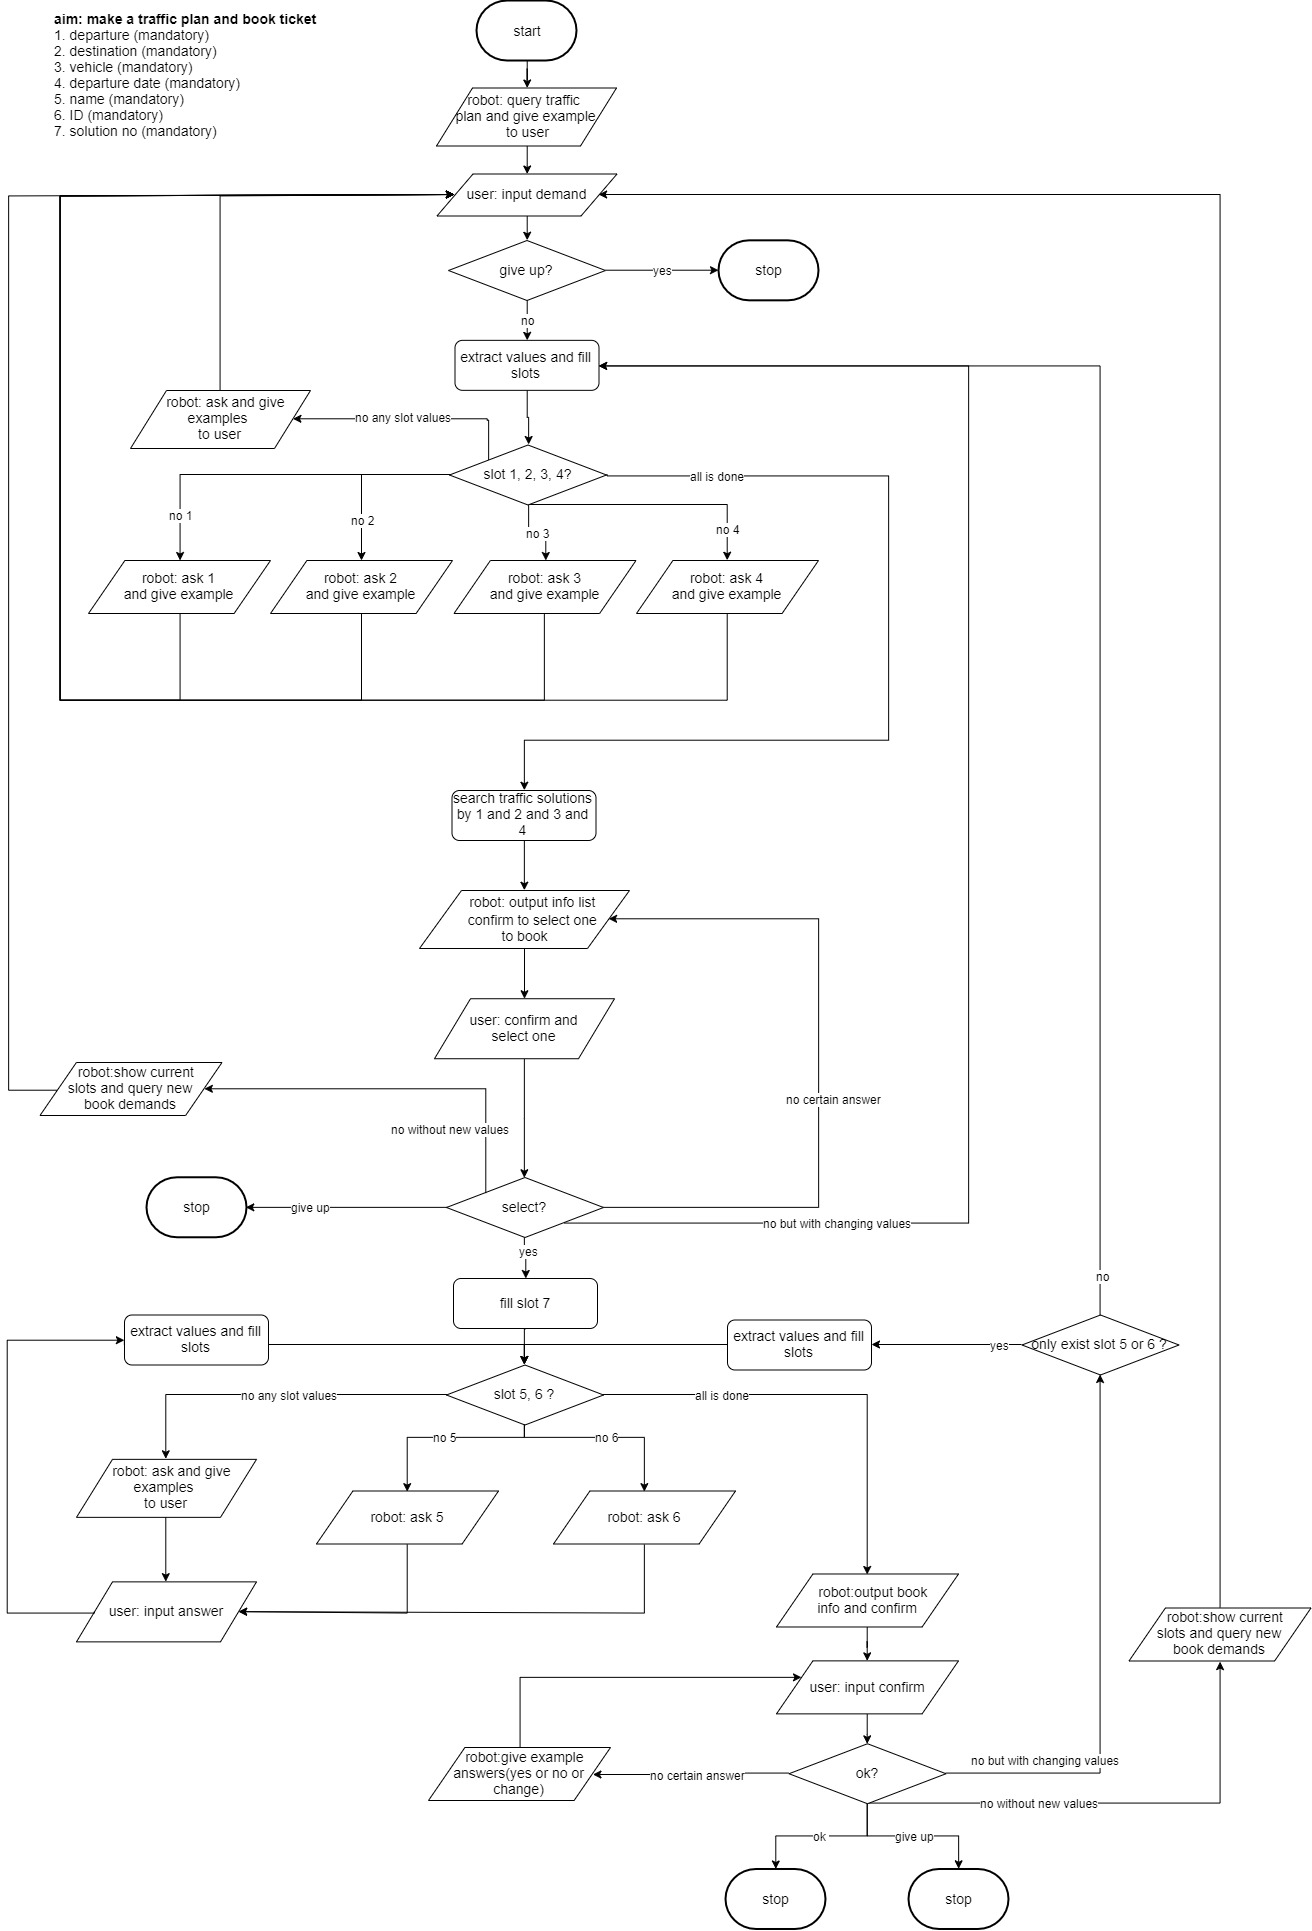 aim: make a traffic plan and book ticket
1. departure (mandatory)
2. destination (mandatory)
3. vehicle (mandatory)
4. departure date (mandatory)
5. name (mandatory)
6. ID (mandatory)
7. solution no (mandatory)
start
robot: query traffic
plan and give example
to user
user: input demand
give up?
yes
stop
no
extract values and fill
slots
robot: ask and give
examples
to user
no any slot values
slot 1, 2, 3, 4?
all is done
no 1
no 2
no 3
no 4
robot: ask 1
and give example
robot: ask 2
and give example
robot: ask 3
and give example
robot: ask 4
and give example
search traffic solutions
by 1 and 2 and 3 and
4
robot: output info list
confirm to select one
to book
user: confirm and
select one
robot:show current
slots and query new
book demands
no certain answer
no without new values
stop
give up
select?
no but with changing values
yes
no
fill slot 7
extract values and fill
slots
extract values and fill
slots
yes
only exist slot 5 or 6 ?
no any slot values
slot 5, 6 ?
all is done
no 5
no 6
robot: ask and give
examples
to user
robot: ask 5
robot: ask 6
user: input answer
robot:output book
info and confirm
robot:show current
slots and query new
book demands
user: input confirm
robot:give example
answers(yes or no or
change)
no certain answer
ok?
no but with changing values
no without new values
ok
give up
stop
stop